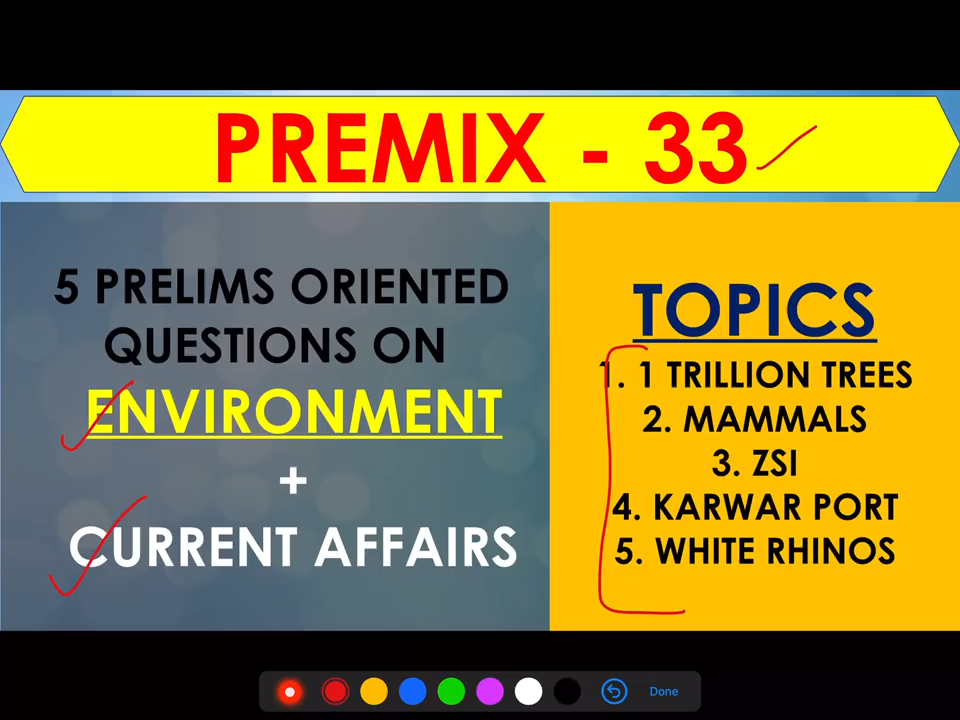 PREMIX - 33
5 PRELIMS ORIENTED
QUESTIONS ON
ENVIRONMENT
+
CURRENT AFFAIRS
TOPICS
1. 1 TRILLION TREES
2. MAMMALS
3. ZSI
4. KARWAR PORT
5. WHITE RHINOS
Done